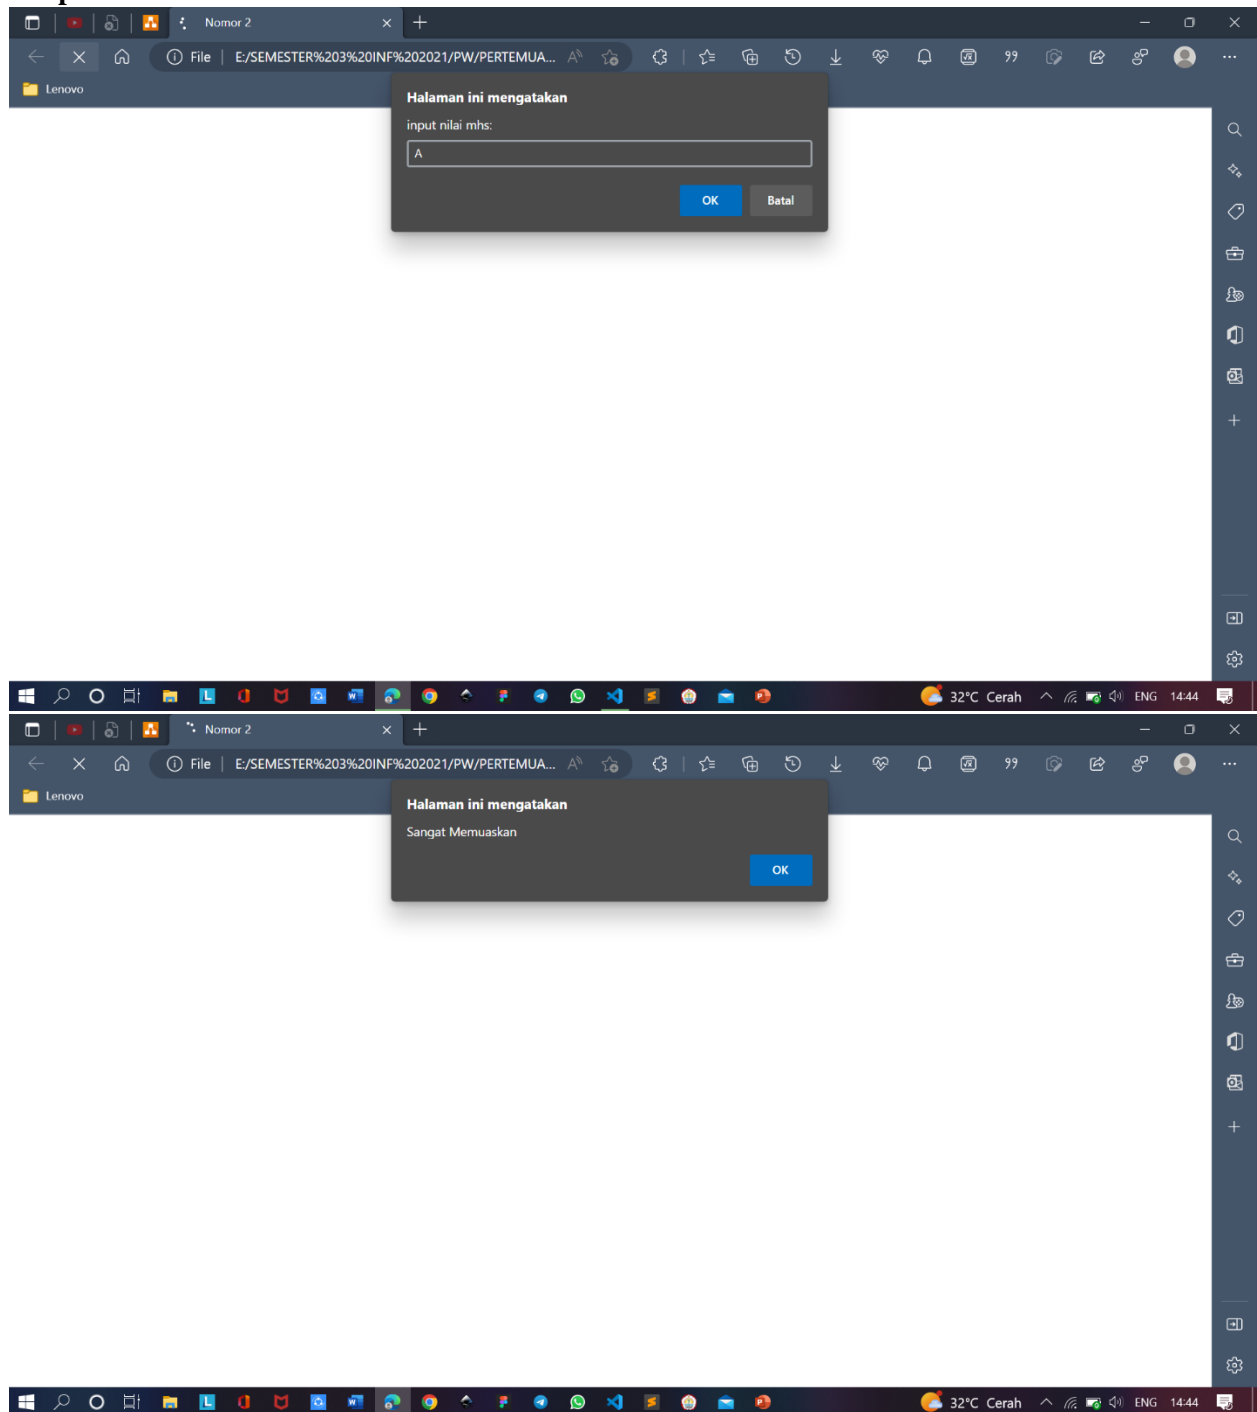 Nomor 2
File | E:/SEMESTER%203%20INF%202021/PW/PERTEMUA...
Lenovo
Halaman ini mengatakan
input nilai mhs:
A
OK Batal
32°C Cerah ENG 14:44
Nomor 2
File | E:/SEMESTER%203%20INF%202021/PW/PERTEMUA...
Lenovo
Halaman ini mengatakan
Sangat Memuaskan
OK
32°C Cerah ENG 14:44